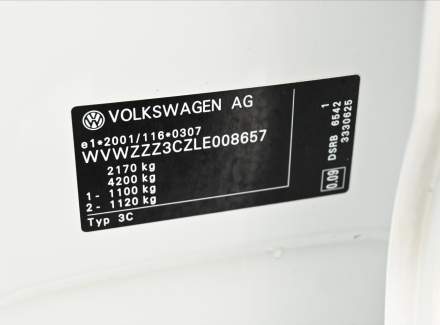 VOLKSWAGEN AG
e1*2001/116*0307
WVWZZZ3CZLE008657
2170 kg
4200 kg
1- 1100 kg
2- 1120 kg
Typ 3C
0.09
DSRB 6542 1
3330625